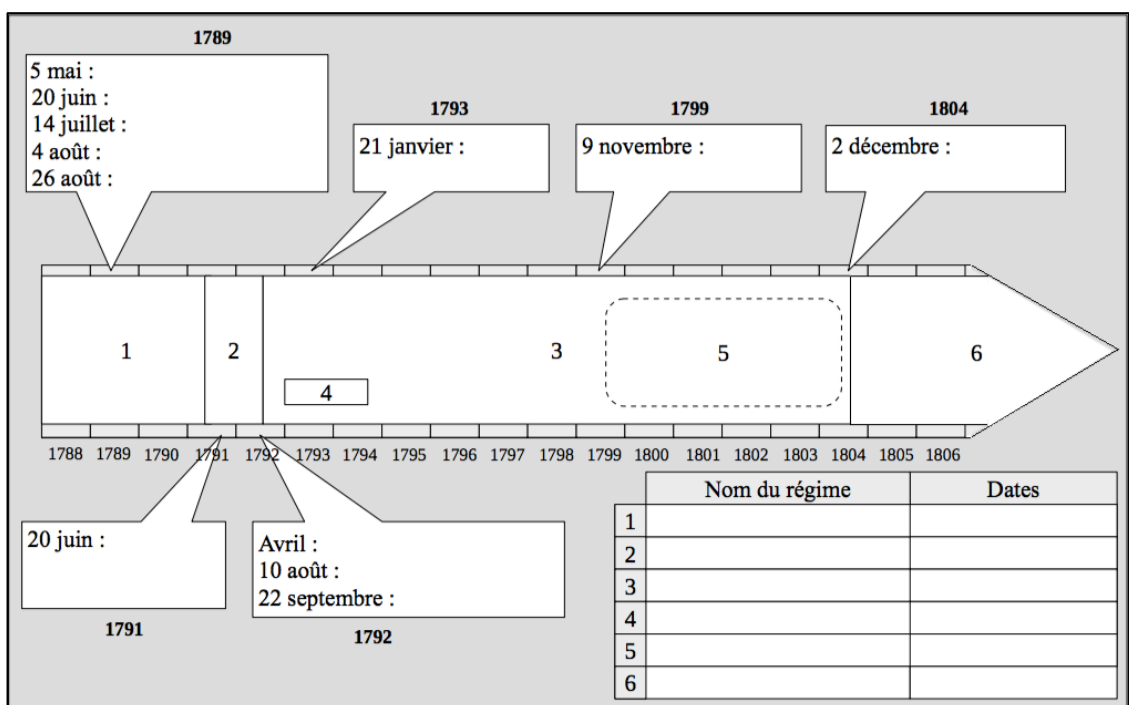 1789
5 mai :
20 juin :
14 juillet :
4 août :
26 août :
1793
21 janvier :
1799
9 novembre :
1804
2 décembre :
1 2 3 4 5 6
1788 1789 1790 1791 1792 1793 1794 1795 1796 1797 1798 1799 1800 1801 1802 1803 1804 1805 1806
20 juin :
1791
Avril :
10 août :
22 septembre :
1792
Nom du régime Dates
1
2
3
4
5
6